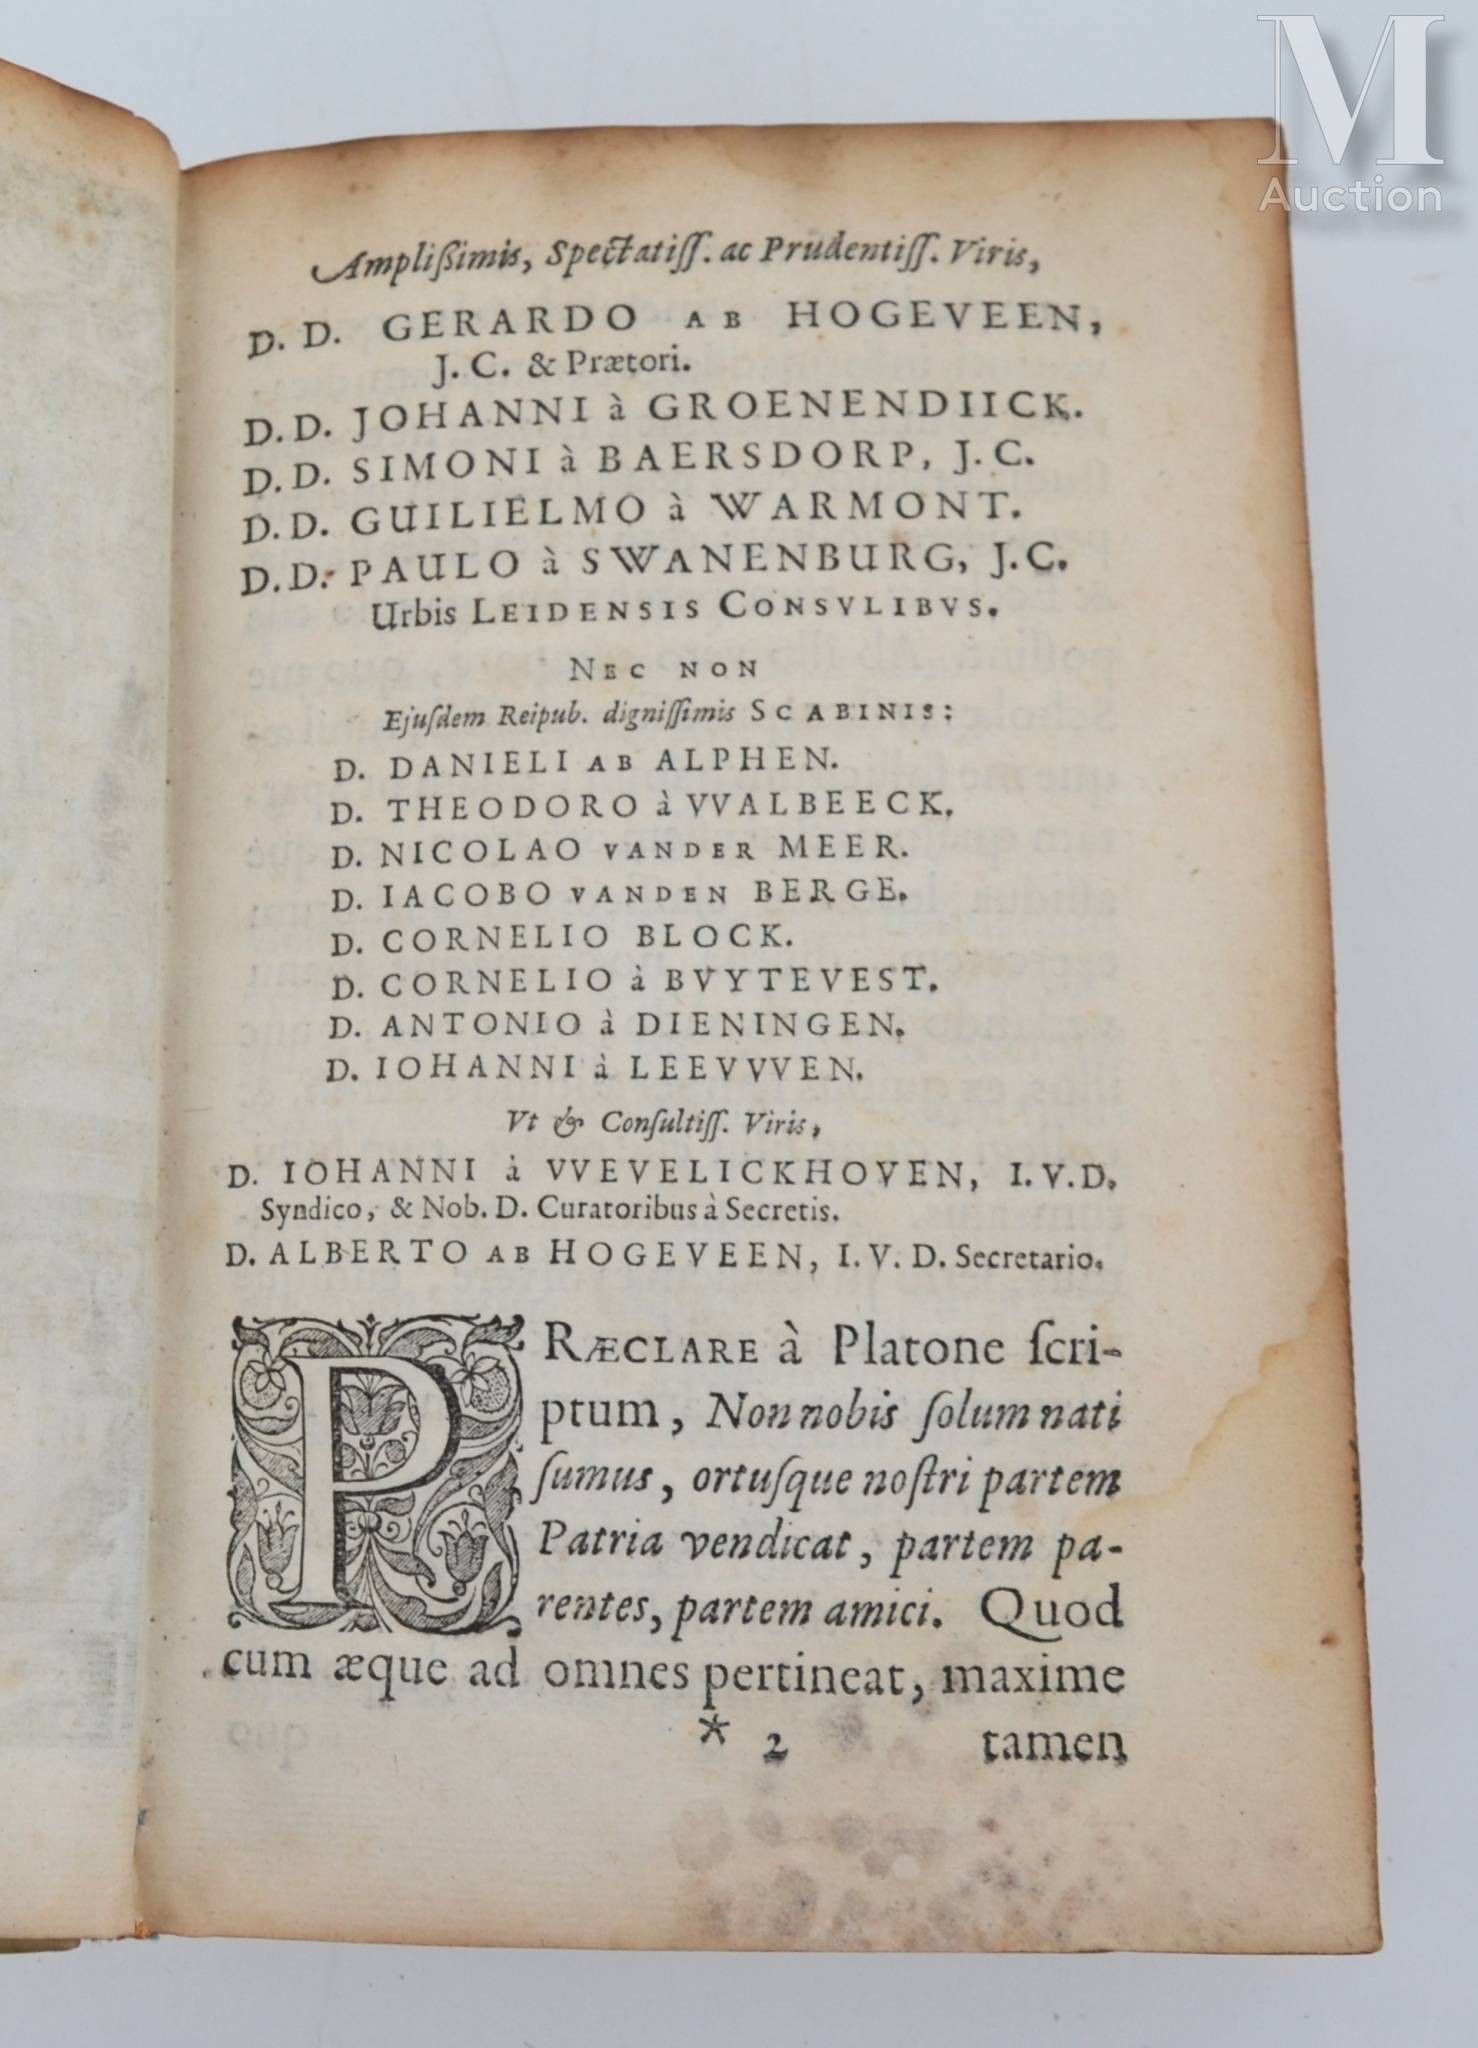 M
Auction
Ampliſsimis, Spectatiſſ. ac Prudentiſſ. Viris,
D. D. GERARDO AB HOGEVEEN,
J. C. & Prætori.
D. D. JOHANNI à GROENENDIICK.
D. D. SIMONI à BAERSDORP, J. C.
D. D. GUILIELMO à WARMONT.
D. D. PAULO à SWANENBURG, J. C.
Urbis LEIDENSIS CONSVLIBVS.
NEC NON
Ejuſdem Reipub. digniſſimis SCABINIS:
D. DANIELI AB ALPHEN.
D. THEODORO à VVALBEECK.
D. NICOLAO VANDER MEER.
D. IACOBO VANDEN BERGE.
D. CORNELIO BLOCK.
D. CORNELIO à BVYTEVEST.
D. ANTONIO à DIENINGEN.
D. IOHANNI à LEEVVVEN.
Vt & Conſultiſſ. Viris,
D. IOHANNI à VVEVELICKHOVEN, I. V. D.
Syndico, & Nob. D. Curatoribus à Secretis.
D. ALBERTO AB HOGEVEEN, I. V. D. Secretario.
PRÆCLARE à Platone ſcri-
ptum, Non nobis ſolum nati
ſumus, ortuſque noſtri partem
Patria vendicat, partem pa-
rentes, partem amici. Quod
cum æque ad omnes pertineat, maxime
* 2 tamen